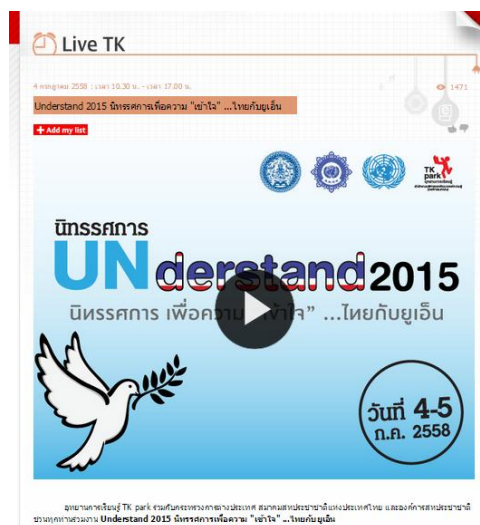 Live TK
4 กรกฎาคม 2558 : เวลา 10.30 น. - เวลา 17.00 น.
1471
Understand 2015 นิทรรศการเพื่อความ "เข้าใจ" ...ไทยกับยูเอ็น
+ Add my list
TK park
นิทรรศการ
UNderstand 2015
นิทรรศการ เพื่อความ "เข้าใจ" ...ไทยกับยูเอ็น
วันที่ 4-5
ก.ค. 2558
อุทยานการเรียนรู้ TK park ร่วมกับกระทรวงการต่างประเทศ สมาคมสหประชาชาติแห่งประเทศไทย และองค์การสหประชาชาติ
ชวนทุกท่านร่วมงาน Understand 2015 นิทรรศการเพื่อความ "เข้าใจ" ...ไทยกับยูเอ็น